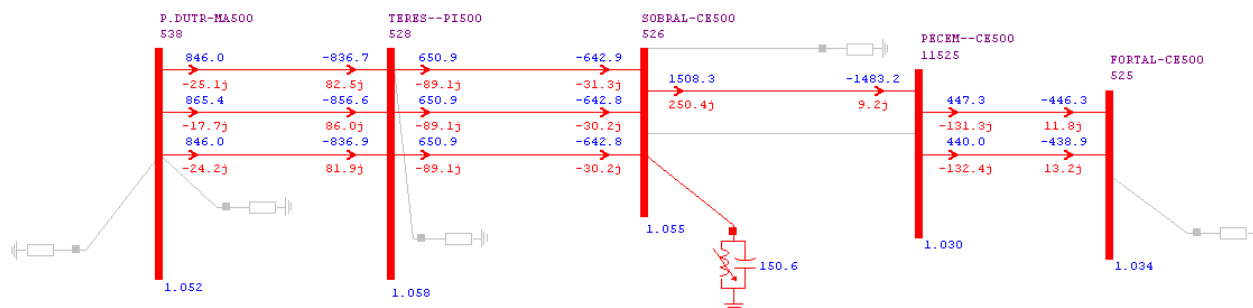 P.DUTR-MA500
538
TERES--PI500
528
SOBRAL-CE500
526
PECEM--CE500
11525
FORTAL-CE500
525
846.0 -836.7 650.9 -642.9
-25.1j 82.5j -89.1j -31.3j
1508.3 -1483.2
250.4j 9.2j
865.4 -856.6 650.9 -642.8
-17.7j 86.0j -89.1j -30.2j
447.3 -446.3
-131.3j 11.8j
846.0 -836.9 650.9 -642.8
-24.2j 81.9j -89.1j -30.2j
440.0 -438.9
-132.4j 13.2j
1.055
1.030
150.6
1.034
1.052
1.058